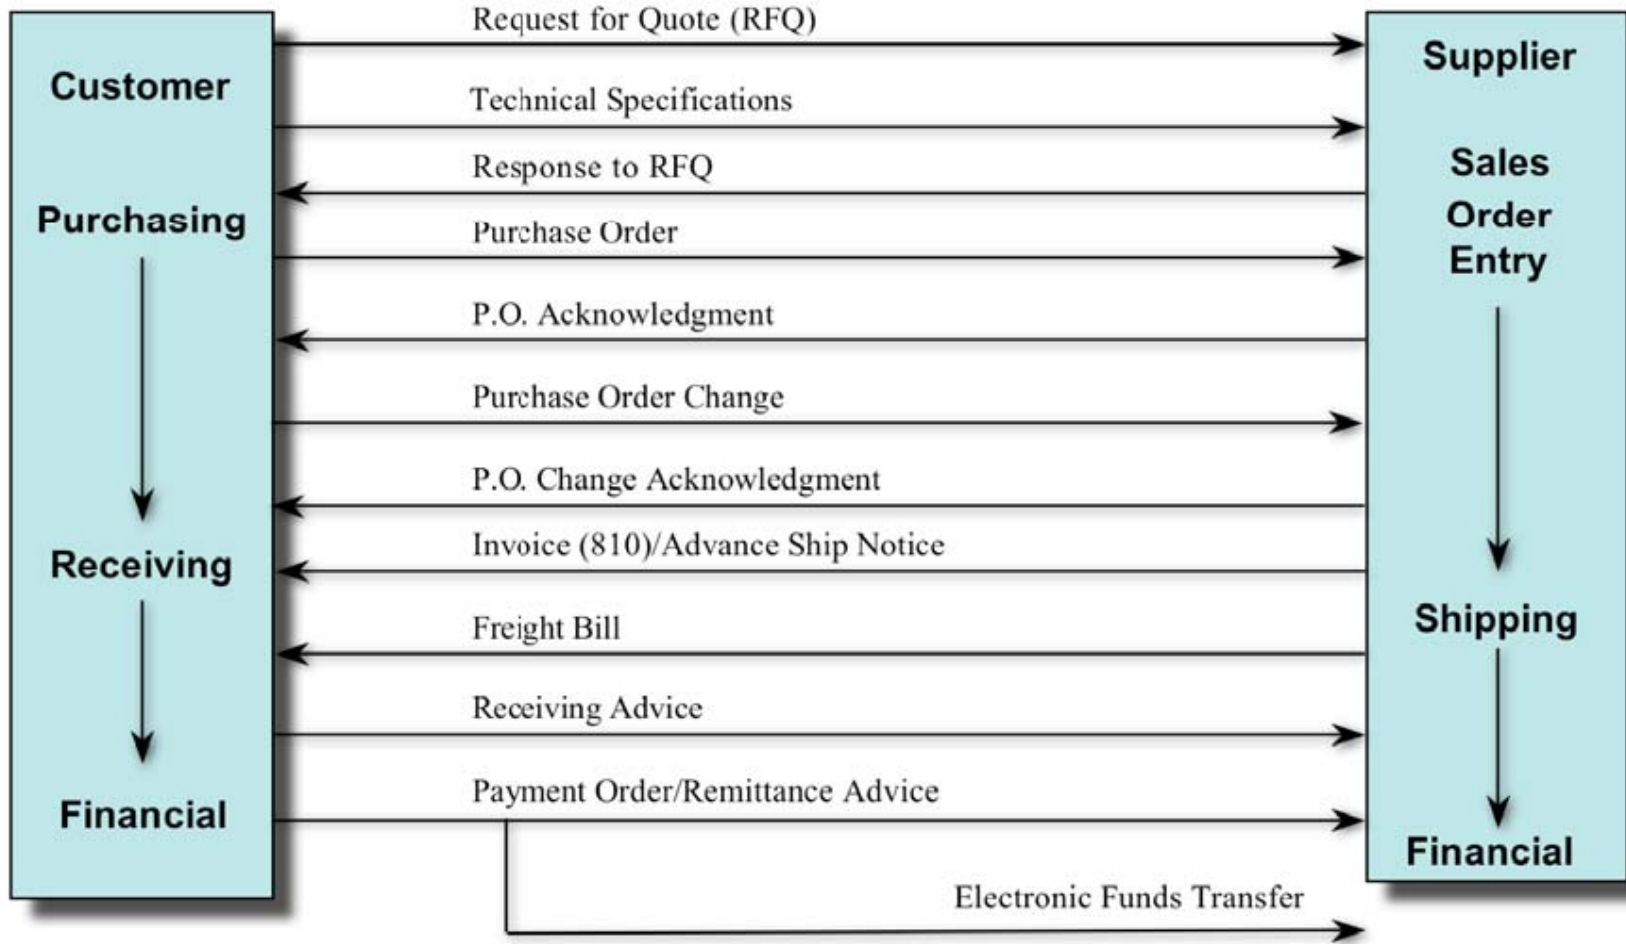 Customer
Purchasing
Receiving
Financial
Request for Quote (RFQ)
Technical Specifications
Response to RFQ
Purchase Order
P.O. Acknowledgment
Purchase Order Change
P.O. Change Acknowledgment
Invoice (810)/Advance Ship Notice
Freight Bill
Receiving Advice
Payment Order/Remittance Advice
Electronic Funds Transfer
Supplier
Sales
Order
Entry
Shipping
Financial